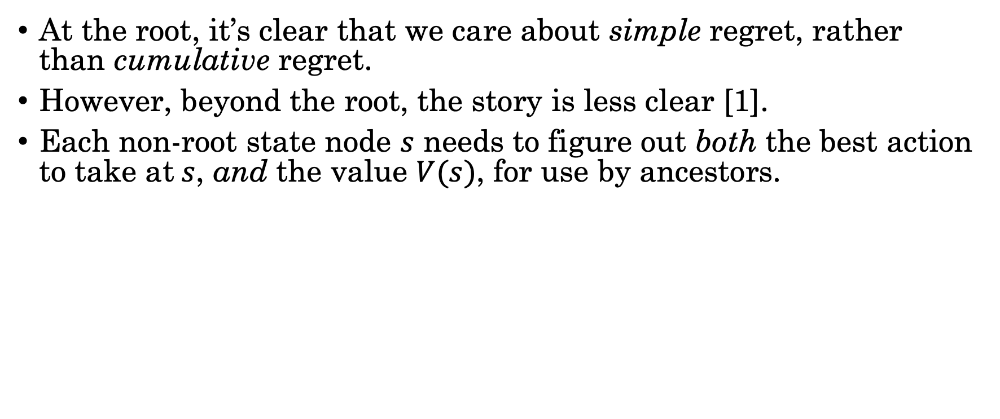 • At the root, it’s clear that we care about simple regret, rather
than cumulative regret.
• However, beyond the root, the story is less clear [1].
• Each non-root state node s needs to figure out both the best action
to take at s, and the value V(s), for use by ancestors.